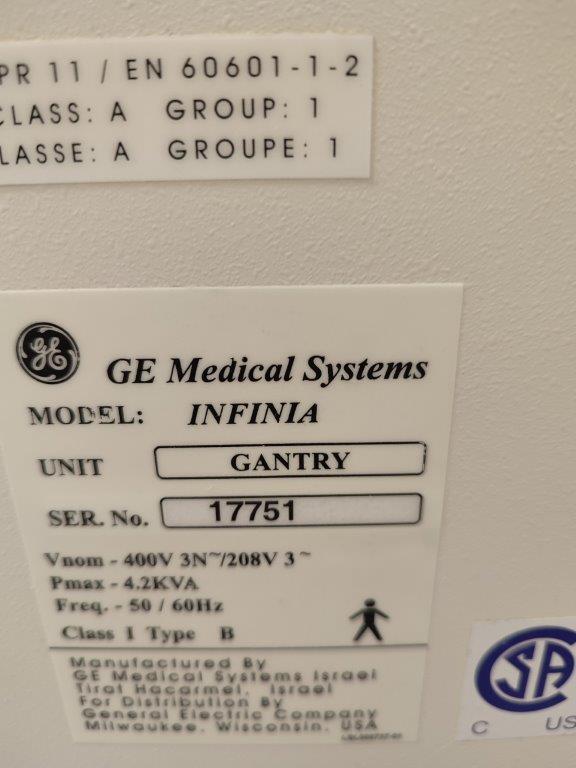 PR 11 / EN 60601-1-2
CLASS: A GROUP: 1
LASSE: A GROUPE: 1
GE
GE Medical Systems
MODEL: INFINIA
UNIT GANTRY
SER. No. 17751
Vnom - 400V 3N~/208V 3~
Pmax - 4.2KVA
Freq. - 50 / 60Hz
Class I Type B
Manufactured By
GE Medical Systems Israel
Tirat Hacarmel, Israel
For Distribution By
General Electric Company
Milwaukee, Wisconsin, USA
SA
C US